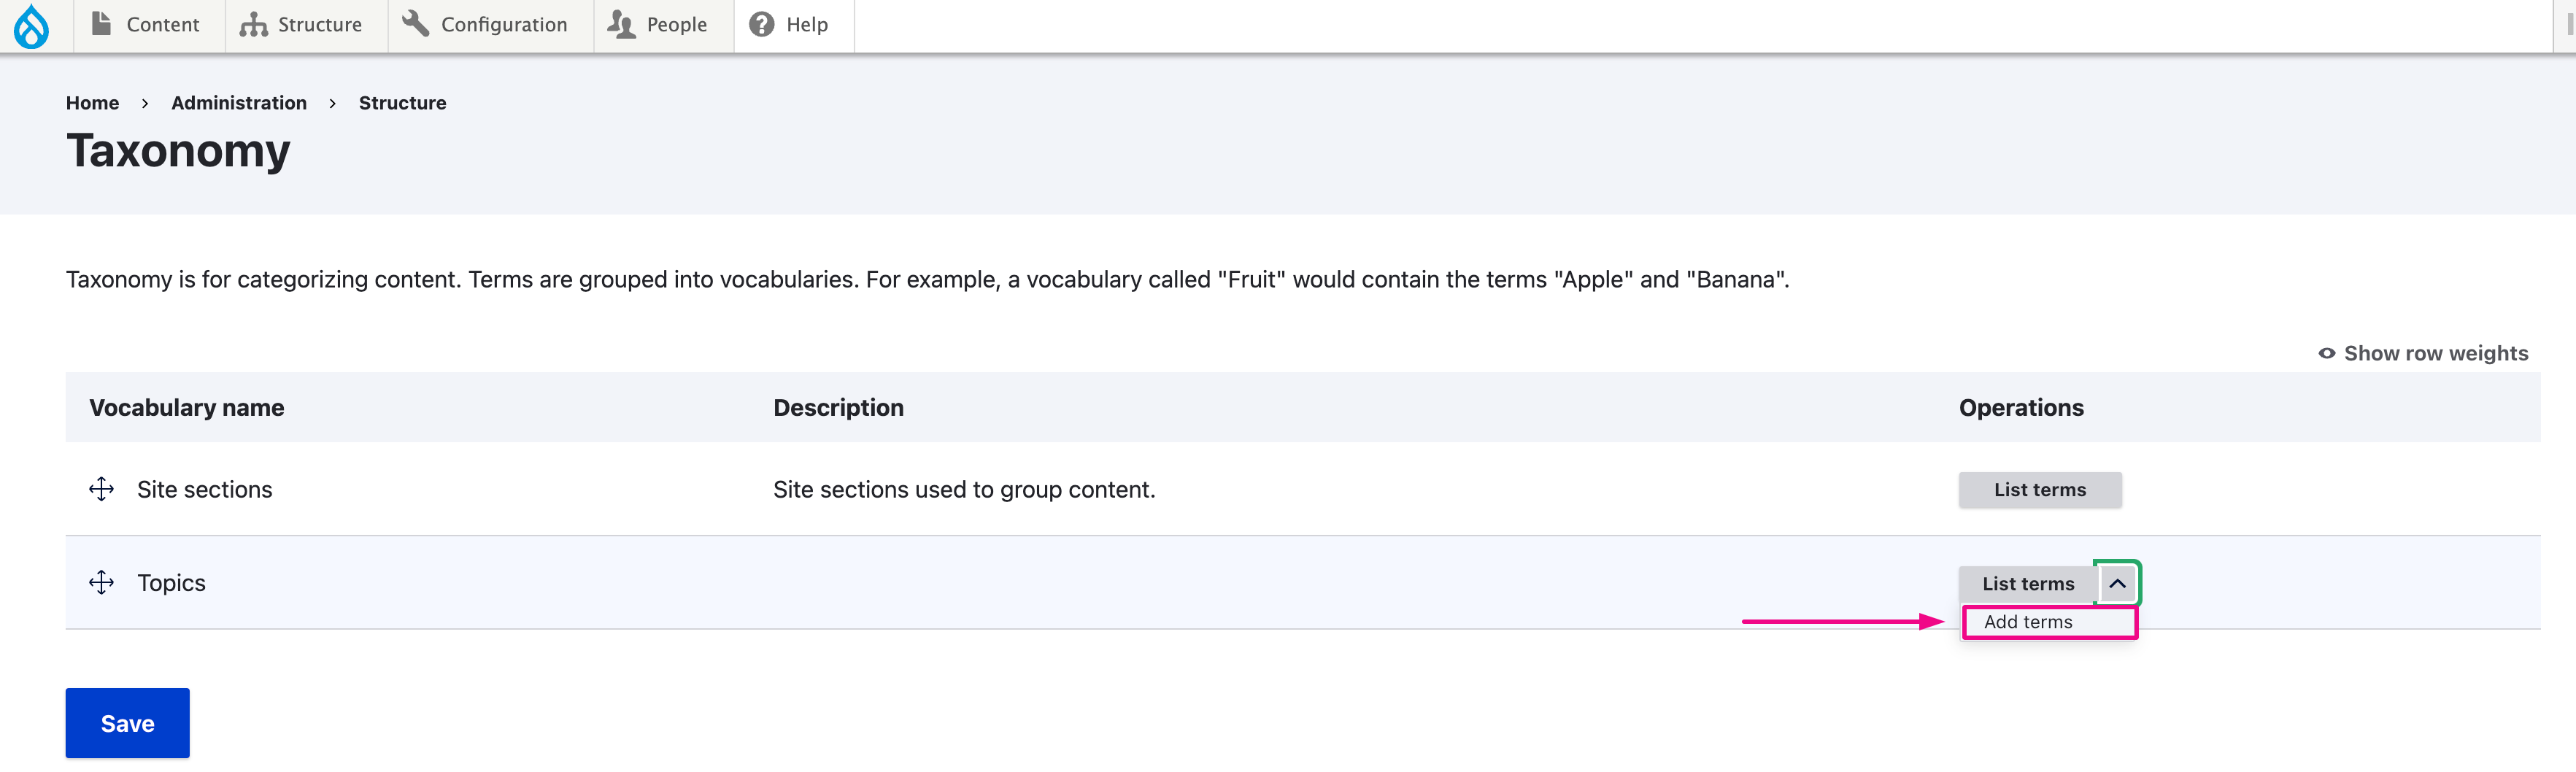 Content Structure Configuration People Help
Home > Administration > Structure
Taxonomy
Taxonomy is for categorizing content. Terms are grouped into vocabularies. For example, a vocabulary called "Fruit" would contain the terms "Apple" and "Banana".
Show row weights
Vocabulary name Description Operations
Site sections Site sections used to group content. List terms
Topics List terms
Add terms
Save